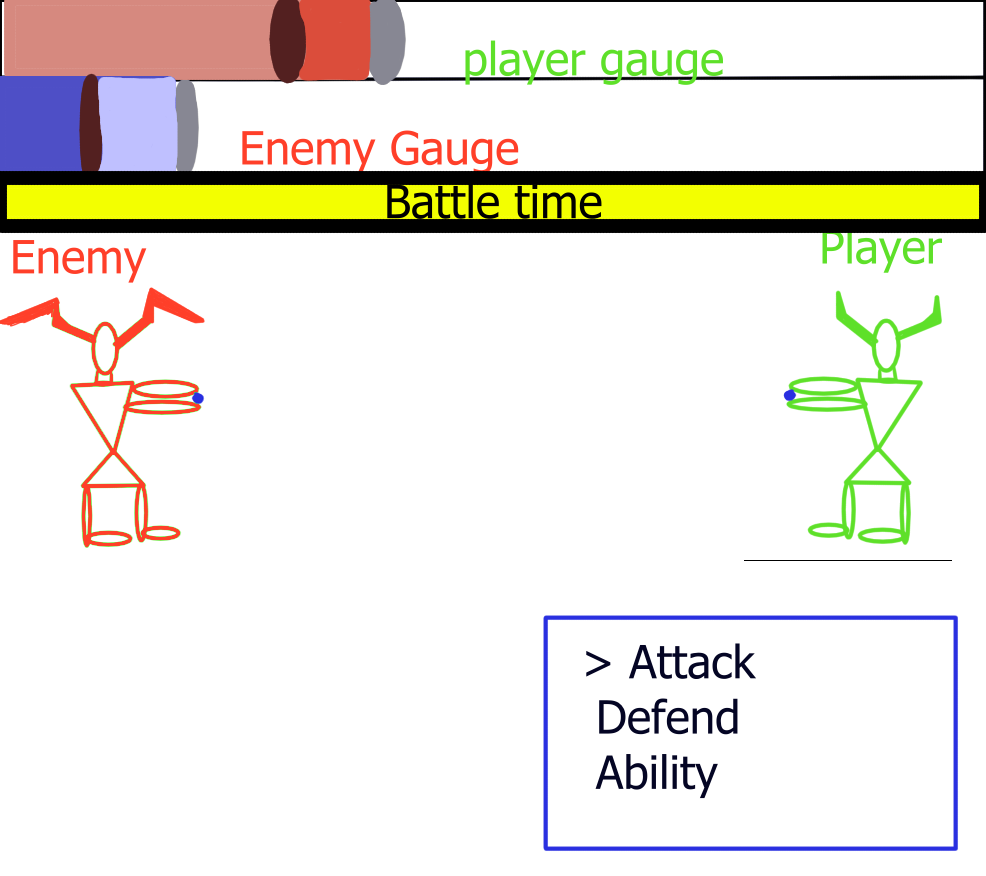 player gauge
Enemy Gauge
Battle time
Enemy
Player
> Attack
Defend
Ability